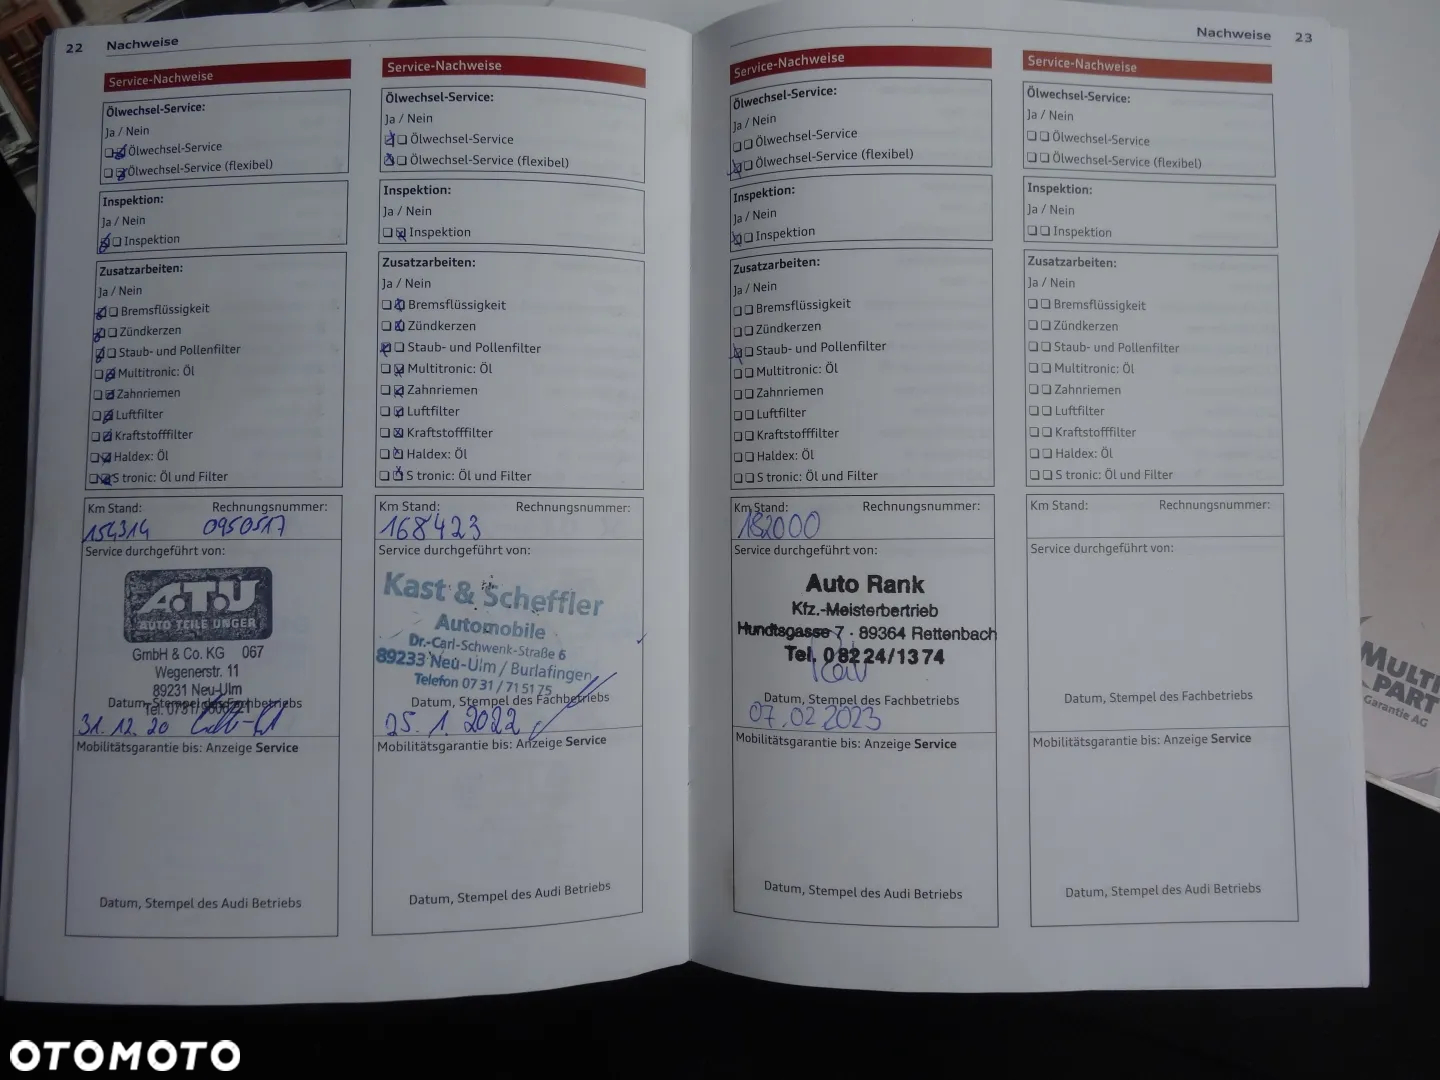 22 Nachweise
Service-Nachweise
Ölwechsel-Service:
Ja / Nein
Ölwechsel-Service
Ölwechsel-Service (flexibel)
Inspektion:
Ja / Nein
Inspektion
Zusatzarbeiten:
Ja / Nein
Bremsflüssigkeit
Zündkerzen
Staub- und Pollenfilter
Multitronic: Öl
Zahnriemen
Luftfilter
Kraftstofffilter
Haldex: Öl
S tronic: Öl und Filter
Km Stand: Rechnungsnummer:
154314 0950517
Service durchgeführt von:
A.T.U
AUTO TEILE UNGER
GmbH & Co. KG 067
Wegenerstr. 11
89231 Neu-Ulm
Datum, Stempel des Fachbetriebs
31.12.20
Mobilitätsgarantie bis: Anzeige Service
Datum, Stempel des Audi Betriebs
Service-Nachweise
Ölwechsel-Service:
Ja / Nein
Ölwechsel-Service
Ölwechsel-Service (flexibel)
Inspektion:
Ja / Nein
Inspektion
Zusatzarbeiten:
Ja / Nein
Bremsflüssigkeit
Zündkerzen
Staub- und Pollenfilter
Multitronic: Öl
Zahnriemen
Luftfilter
Kraftstofffilter
Haldex: Öl
S tronic: Öl und Filter
Km Stand: Rechnungsnummer:
168423
Service durchgeführt von:
Kast & Scheffler
Automobile
Dr.-Carl-Schwenk-Straße 6
89233 Neu-Ulm / Burlafingen
Telefon 07 31 / 71 51 75
Datum, Stempel des Fachbetriebs
25. 1. 2022
Mobilitätsgarantie bis: Anzeige Service
Datum, Stempel des Audi Betriebs
Nachweise 23
Service-Nachweise
Ölwechsel-Service:
Ja / Nein
Ölwechsel-Service
Ölwechsel-Service (flexibel)
Inspektion:
Ja / Nein
Inspektion
Zusatzarbeiten:
Ja / Nein
Bremsflüssigkeit
Zündkerzen
Staub- und Pollenfilter
Multitronic: Öl
Zahnriemen
Luftfilter
Kraftstofffilter
Haldex: Öl
S tronic: Öl und Filter
Km Stand: Rechnungsnummer:
182000
Service durchgeführt von:
Auto Rank
Kfz.-Meisterbertrieb
Hundtsgasse 7 · 89364 Rettenbach
Tel. 0 82 24 / 13 74
Datum, Stempel des Fachbetriebs
07.02.2023
Mobilitätsgarantie bis: Anzeige Service
Datum, Stempel des Audi Betriebs
Service-Nachweise
Ölwechsel-Service:
Ja / Nein
Ölwechsel-Service
Ölwechsel-Service (flexibel)
Inspektion:
Ja / Nein
Inspektion
Zusatzarbeiten:
Ja / Nein
Bremsflüssigkeit
Zündkerzen
Staub- und Pollenfilter
Multitronic: Öl
Zahnriemen
Luftfilter
Kraftstofffilter
Haldex: Öl
S tronic: Öl und Filter
Km Stand: Rechnungsnummer:
Service durchgeführt von:
Datum, Stempel des Fachbetriebs
Mobilitätsgarantie bis: Anzeige Service
Datum, Stempel des Audi Betriebs
MULTI
PART
Garantie AG
OTOMOTO